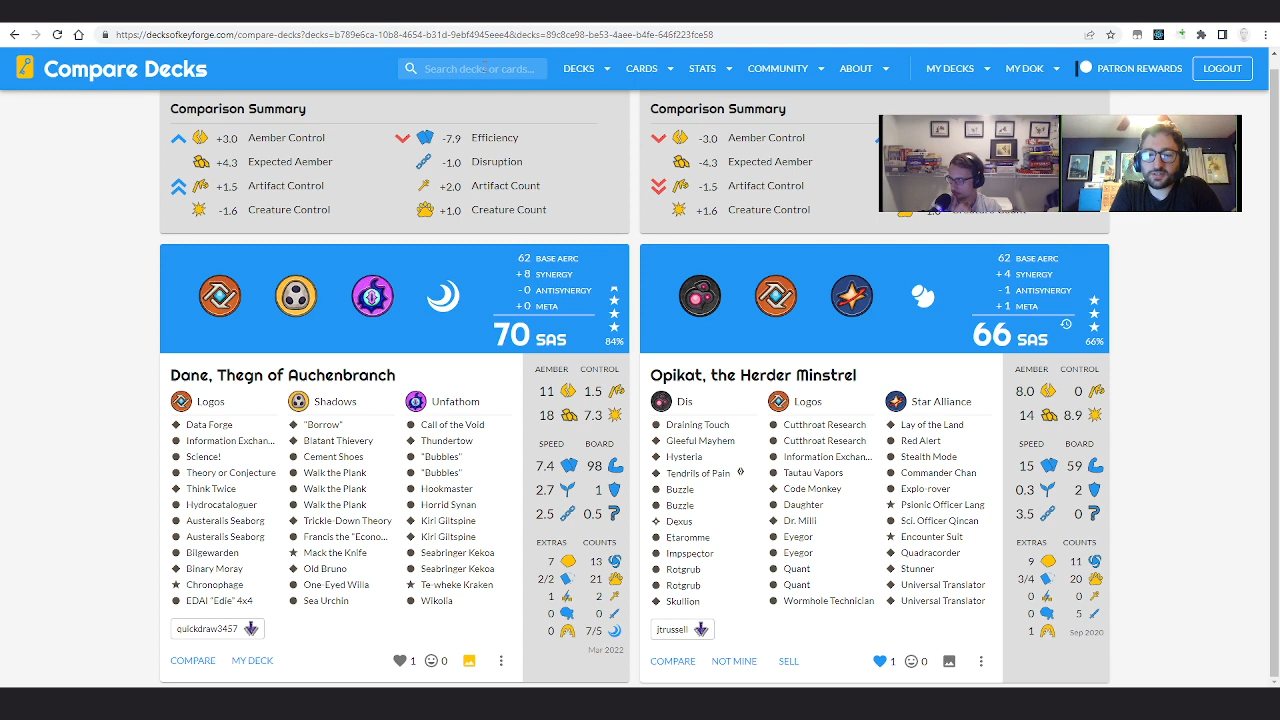 https://decksofkeyforge.com/compare-decks?decks=b789e6ca-10b8-4654-b31d-9ebf4945eee4&decks=89c8ce98-be53-4aee-b4fe-646f223fce58
Compare Decks
Search decks or cards...
DECKS
CARDS
STATS
COMMUNITY
ABOUT
MY DECKS
MY DOK
PATRON REWARDS
LOGOUT
Comparison Summary
+3.0 Aember Control
-7.9 Efficiency
+4.3 Expected Aember
-1.0 Disruption
+1.5 Artifact Control
+2.0 Artifact Count
-1.6 Creature Control
+1.0 Creature Count
Comparison Summary
-3.0 Aember Control
-4.3 Expected Aember
-1.5 Artifact Control
+1.6 Creature Control
62 BASE AERC
+ 8 SYNERGY
- 0 ANTISYNERGY
+ 0 META
70 SAS
84%
Dane, Thegn of Auchenbranch
Logos
Data Forge
Information Exchan...
Science!
Theory or Conjecture
Think Twice
Hydrocataloguer
Australis Seaborg
Australis Seaborg
Bilgewarden
Binary Moray
Chronophage
EDAI "Edie" 4x4
Shadows
"Borrow"
Blatant Thievery
Cement Shoes
Walk the Plank
Walk the Plank
Walk the Plank
Trickle-Down Theory
Francis the "Econo...
Mack the Knife
Old Bruno
One-Eyed Willa
Sea Urchin
Unfathom
Call of the Void
Thundertow
"Bubbles"
"Bubbles"
Hookmaster
Horrid Synan
Kiri Giltspine
Kiri Giltspine
Seabringer Kekoa
Seabringer Kekoa
Te-wheke Kraken
Wikolia
AEMBER CONTROL
11 1.5
18 7.3
SPEED BOARD
7.4 98
2.7 1
2.5 0.5
EXTRAS COUNTS
7 13
2/2 21
1 2
0 0
0 7/5
Mar 2022
quickdraw3457
COMPARE
MY DECK
1
0
62 BASE AERC
+ 4 SYNERGY
- 1 ANTISYNERGY
+ 1 META
66 SAS
66%
Opikat, the Herder Minstrel
Dis
Draining Touch
Gleeful Mayhem
Hysteria
Tendrils of Pain
Buzzle
Buzzle
Dexus
Etaromme
Impspector
Rotgrub
Rotgrub
Skullion
Logos
Cutthroat Research
Cutthroat Research
Information Exchan...
Tautau Vapors
Code Monkey
Daughter
Dr. Milli
Eyegor
Eyegor
Quant
Quant
Wormhole Technician
Star Alliance
Lay of the Land
Red Alert
Stealth Mode
Commander Chan
Explo-rover
Psionic Officer Lang
Sci. Officer Qincan
Encounter Suit
Quadracorder
Stunner
Universal Translator
Universal Translator
AEMBER CONTROL
8.0 0
14 8.9
SPEED BOARD
15 59
0.3 2
3.5 0
EXTRAS COUNTS
9 11
3/4 20
0 0
0 5
1 Sep 2020
jtrussell
COMPARE
NOT MINE
SELL
1
0